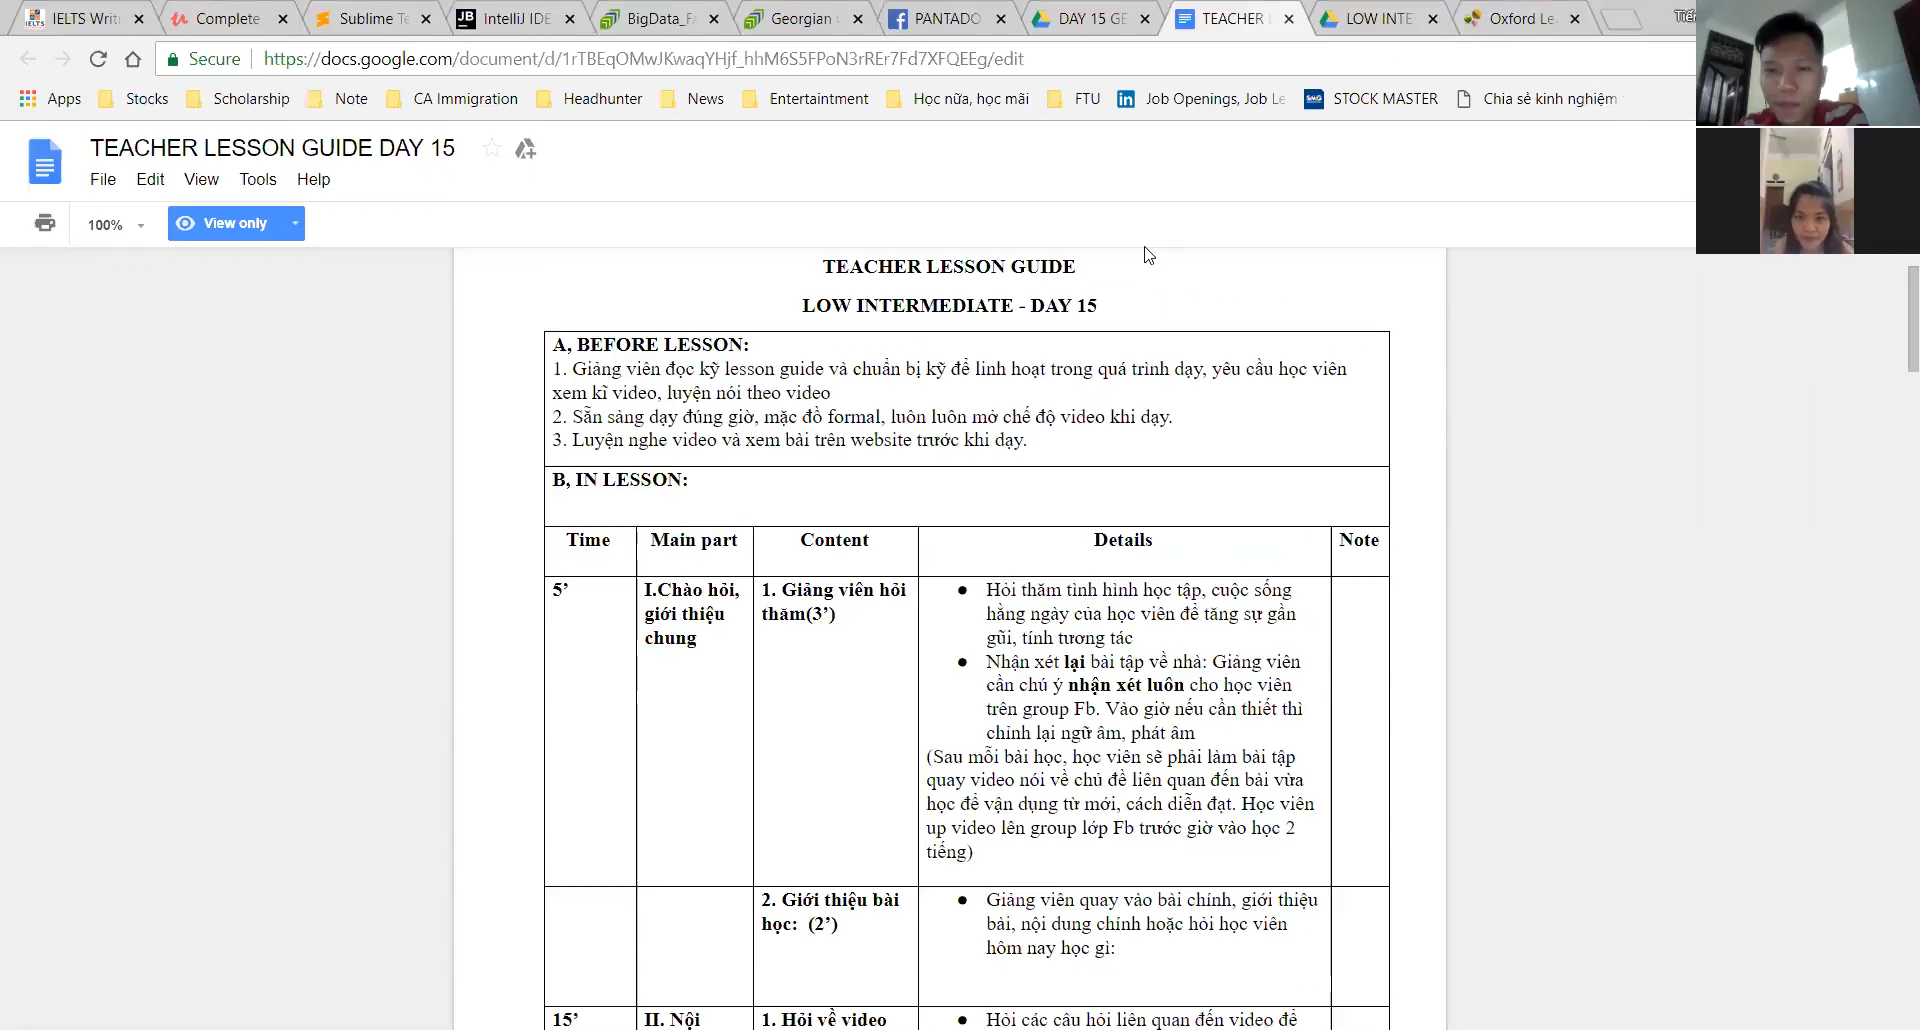 IELTS Writ
Complete
Sublime Te
IntelliJ IDE
BigData_FA
Georgian
PANTADO
DAY 15 GE
TEACHER L
LOW INTE
Oxford Le
Secure https://docs.google.com/document/d/1rTBEqOMwJKwaqYHjf_hhM6S5FPoN3rREr7Fd7XFQEEg/edit
Apps Stocks Scholarship Note CA Immigration Headhunter News Entertaintment Học nữa, học mãi FTU Job Openings, Job Le STOCK MASTER Chia sẻ kinh nghiệm
TEACHER LESSON GUIDE DAY 15
File Edit View Tools Help
100% View only
TEACHER LESSON GUIDE
LOW INTERMEDIATE - DAY 15
A, BEFORE LESSON:
1. Giảng viên đọc kỹ lesson guide và chuẩn bị kỹ để linh hoạt trong quá trình dạy, yêu cầu học viên
xem kĩ video, luyện nói theo video
2. Sẵn sàng dạy đúng giờ, mặc đồ formal, luôn luôn mở chế độ video khi dạy.
3. Luyện nghe video và xem bài trên website trước khi dạy.
B, IN LESSON:
Time Main part Content Details Note
5’
I.Chào hỏi,
giới thiệu
chung
1. Giảng viên hỏi
thăm(3’)
● Hỏi thăm tình hình học tập, cuộc sống
hằng ngày của học viên để tăng sự gần
gũi, tính tương tác
● Nhận xét lại bài tập về nhà: Giảng viên
cần chú ý nhận xét luôn cho học viên
trên group Fb. Vào giờ nếu cần thiết thì
chỉnh lại ngữ âm, phát âm
(Sau mỗi bài học, học viên sẽ phải làm bài tập
quay video nói về chủ đề liên quan đến bài vừa
học để vận dụng từ mới, cách diễn đạt. Học viên
up video lên group lớp Fb trước giờ vào học 2
tiếng)
2. Giới thiệu bài
học: (2’)
● Giảng viên quay vào bài chính, giới thiệu
bài, nội dung chính hoặc hỏi học viên
hôm nay học gì:
15’ II. Nội 1. Hỏi về video ● Hỏi các câu hỏi liên quan đến video để